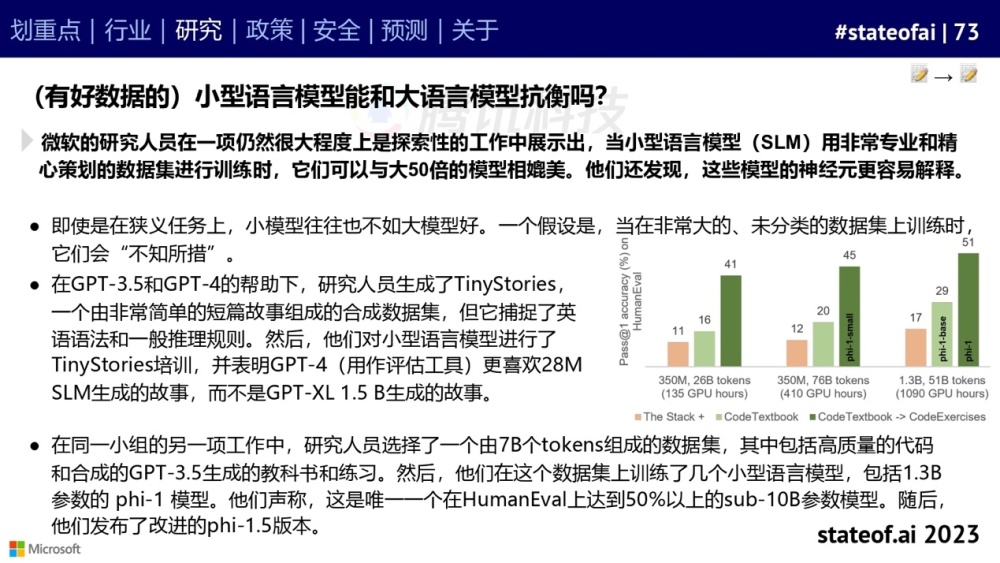 划重点 | 行业 | 研究 | 政策 | 安全 | 预测 | 关于
#stateofai | 73
（有好数据的）小型语言模型能和大语言模型抗衡吗？
腾讯科技
微软的研究人员在一项仍然很大程度上是探索性的工作中展示出，当小型语言模型（SLM）用非常专业和精
心策划的数据集进行训练时，它们可以与大50倍的模型相媲美。他们还发现，这些模型的神经元更容易解释。
● 即使是在狭义任务上，小模型往往也不如大模型好。一个假设是，当在非常大的、未分类的数据集上训练时，
它们会“不知所措”。
● 在GPT-3.5和GPT-4的帮助下，研究人员生成了TinyStories，
一个由非常简单的短篇故事组成的合成数据集，但它捕捉了英
语语法和一般推理规则。然后，他们对小型语言模型进行了
TinyStories培训，并表明GPT-4（用作评估工具）更喜欢28M
SLM生成的故事，而不是GPT-XL 1.5 B生成的故事。
Pass@1 accuracy (%) on
HumanEval
11 16 41
12 20 45
17 29 51
phi-1-small
phi-1-base
phi-1
350M, 26B tokens
(135 GPU hours)
350M, 76B tokens
(410 GPU hours)
1.3B, 51B tokens
(1090 GPU hours)
The Stack + CodeTextbook CodeTextbook -> CodeExercises
● 在同一小组的另一项工作中，研究人员选择了一个由7B个tokens组成的数据集，其中包括高质量的代码
和合成的GPT-3.5生成的教科书和练习。然后，他们在这个数据集上训练了几个小型语言模型，包括1.3B
参数的 phi-1 模型。他们声称，这是唯一一个在HumanEval上达到50%以上的sub-10B参数模型。随后，
他们发布了改进的phi-1.5版本。
Microsoft
stateof.ai 2023